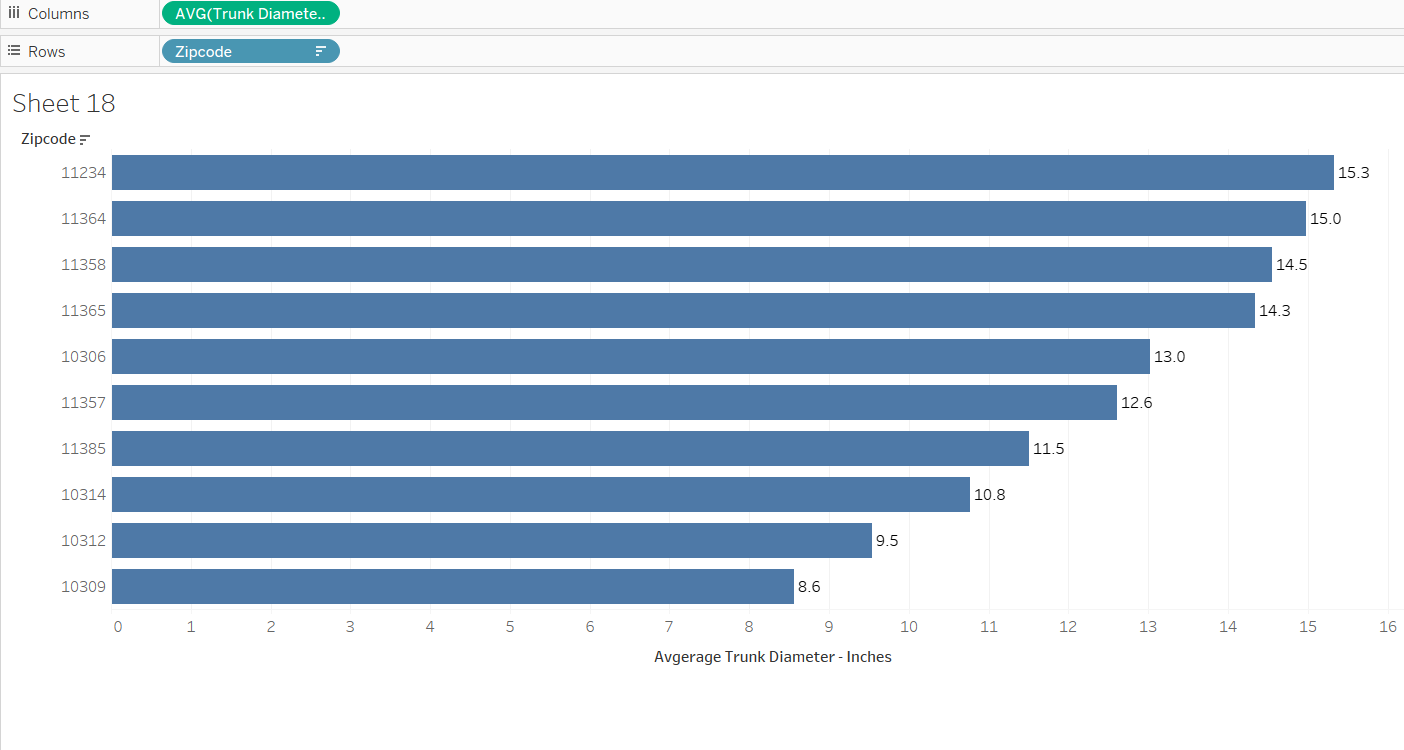 Columns AVG(Trunk Diamete..
Rows Zipcode
Sheet 18
Zipcode
11234 15.3
11364 15.0
11358 14.5
11365 14.3
10306 13.0
11357 12.6
11385 11.5
10314 10.8
10312 9.5
10309 8.6
0 1 2 3 4 5 6 7 8 9 10 11 12 13 14 15 16
Avgerage Trunk Diameter - Inches